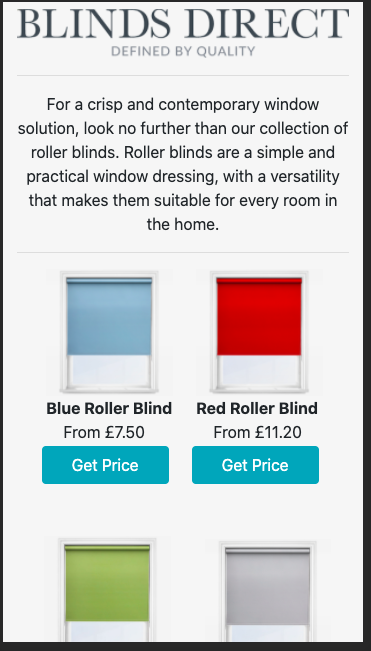 BLINDS DIRECT
DEFINED BY QUALITY
For a crisp and contemporary window
solution, look no further than our collection of
roller blinds. Roller blinds are a simple and
practical window dressing, with a versatility
that makes them suitable for every room in
the home.
Blue Roller Blind
From £7.50
Get Price
Red Roller Blind
From £11.20
Get Price